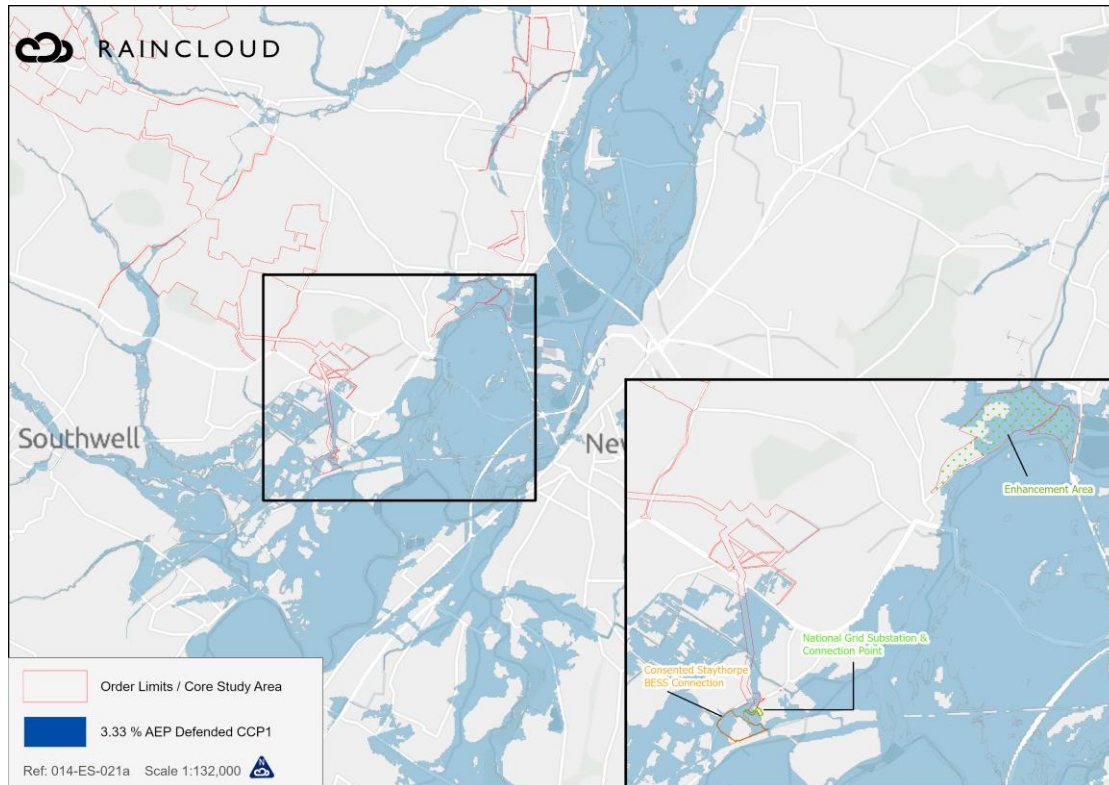 RAINCLOUD
Southwell
New
Enhancement Area
National Grid Substation &
Connection Point
Consented Staythorpe
BESS Connection
Order Limits / Core Study Area
3.33 % AEP Defended CCP1
Ref: 014-ES-021a Scale 1:132,000
N